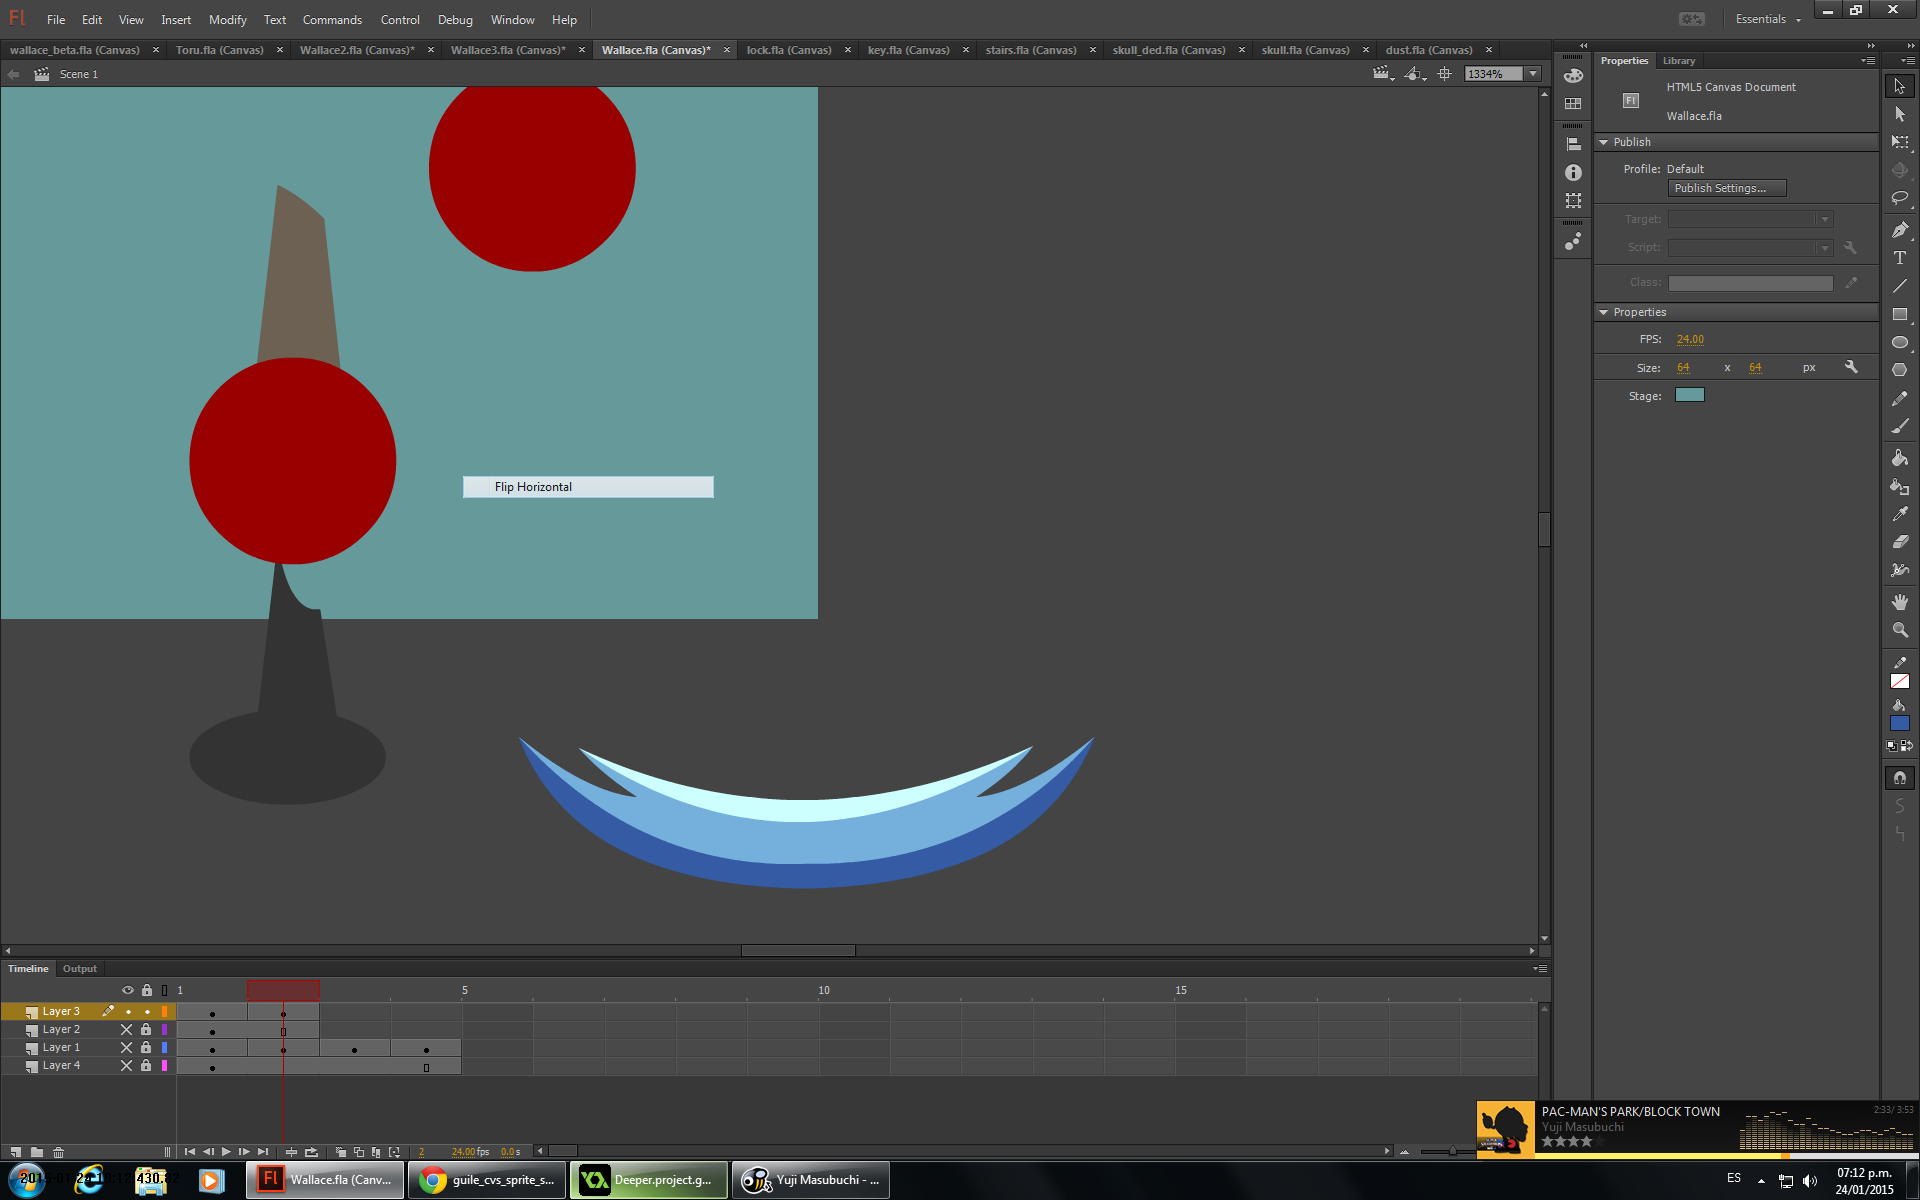 Fl File Edit View Insert Modify Text Commands Control Debug Window Help Essentials
wallace_beta.fla (Canvas) Toru.fla (Canvas) Wallace2.fla (Canvas)* Wallace3.fla (Canvas)* Wallace.fla (Canvas)* lock.fla (Canvas) key.fla (Canvas) stairs.fla (Canvas) skull_ded.fla (Canvas) skull.fla (Canvas) dust.fla (Canvas)
Scene 1 1334%
Properties Library
HTML5 Canvas Document
Fl
Wallace.fla
Publish
Profile: Default
Publish Settings...
Target:
Script:
Class:
Properties
FPS: 24.00
Size: 64 x 64 px
Stage:
Flip Horizontal
Timeline Output
1 5 10 15
Layer 3
Layer 2
Layer 1
Layer 4
2 24.00 fps 0.0 s
PAC-MAN'S PARK/BLOCK TOWN 2:33/ 3:53
Yuji Masubuchi
Fl Wallace.fla (Canv...
guile_cvs_sprite_s...
Deeper.project.g...
Yuji Masubuchi - ...
ES
07:12 p.m.
24/01/2015